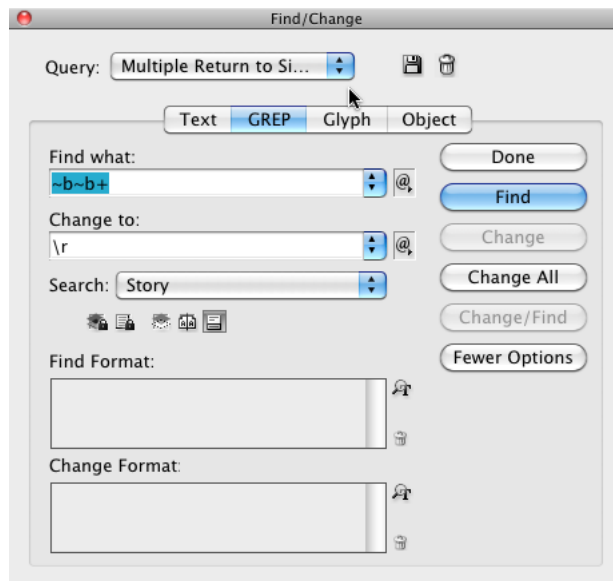 Find/Change
Query: Multiple Return to Si...
Text GREP Glyph Object
Find what:
~b~b+
Change to:
\r
Search: Story
Find Format:
Change Format:
Done
Find
Change
Change All
Change/Find
Fewer Options